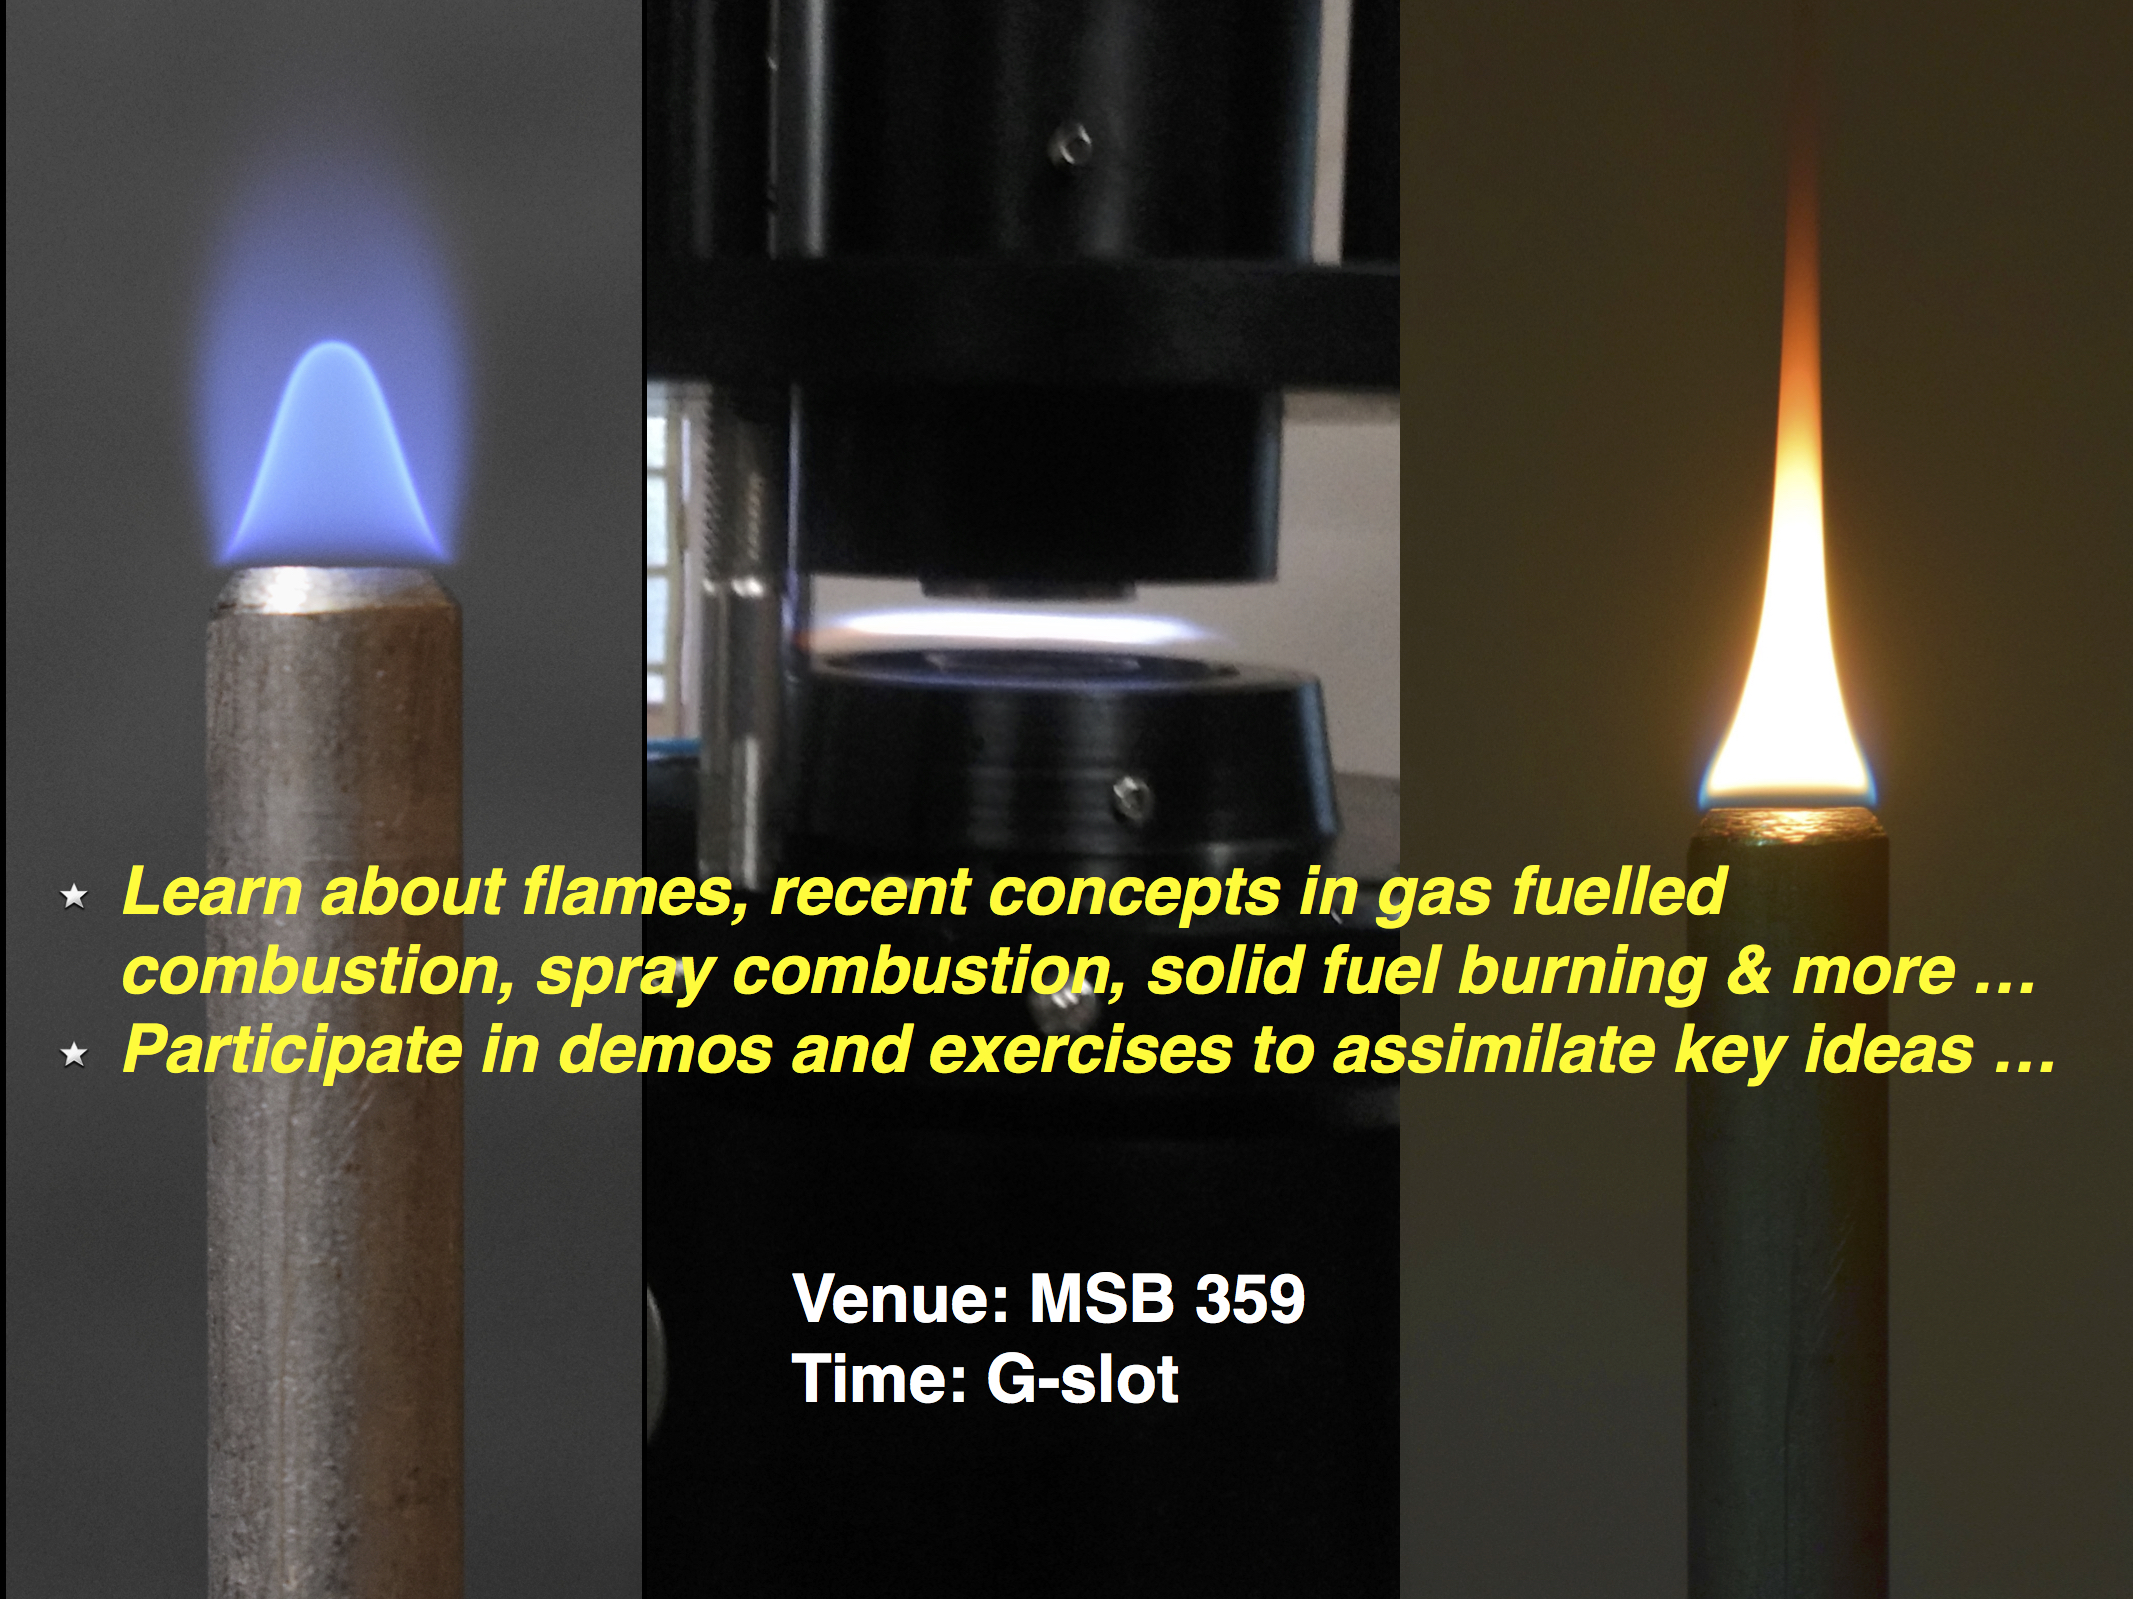 Learn about flames, recent concepts in gas fuelled
combustion, spray combustion, solid fuel burning & more …
Participate in demos and exercises to assimilate key ideas …
Venue: MSB 359
Time: G-slot